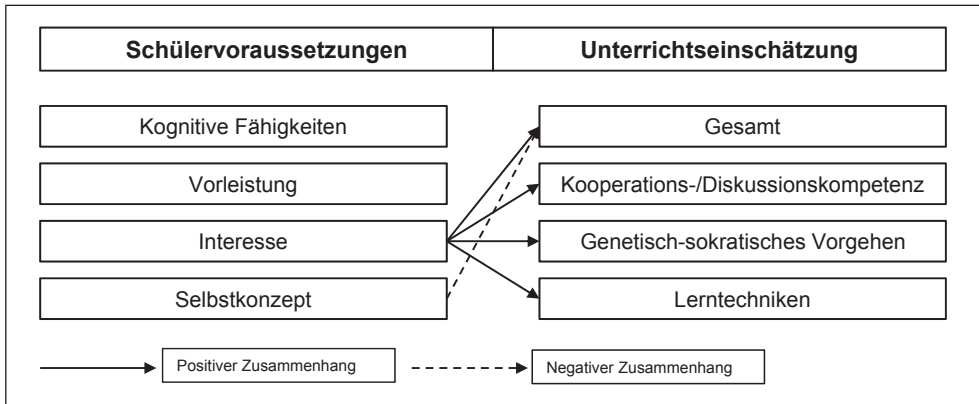 Schülervoraussetzungen
Unterrichtseinschätzung
Kognitive Fähigkeiten
Gesamt
Vorleistung
Kooperations-/Diskussionskompetenz
Interesse
Genetisch-sokratisches Vorgehen
Selbstkonzept
Lerntechniken
Positiver Zusammenhang
Negativer Zusammenhang